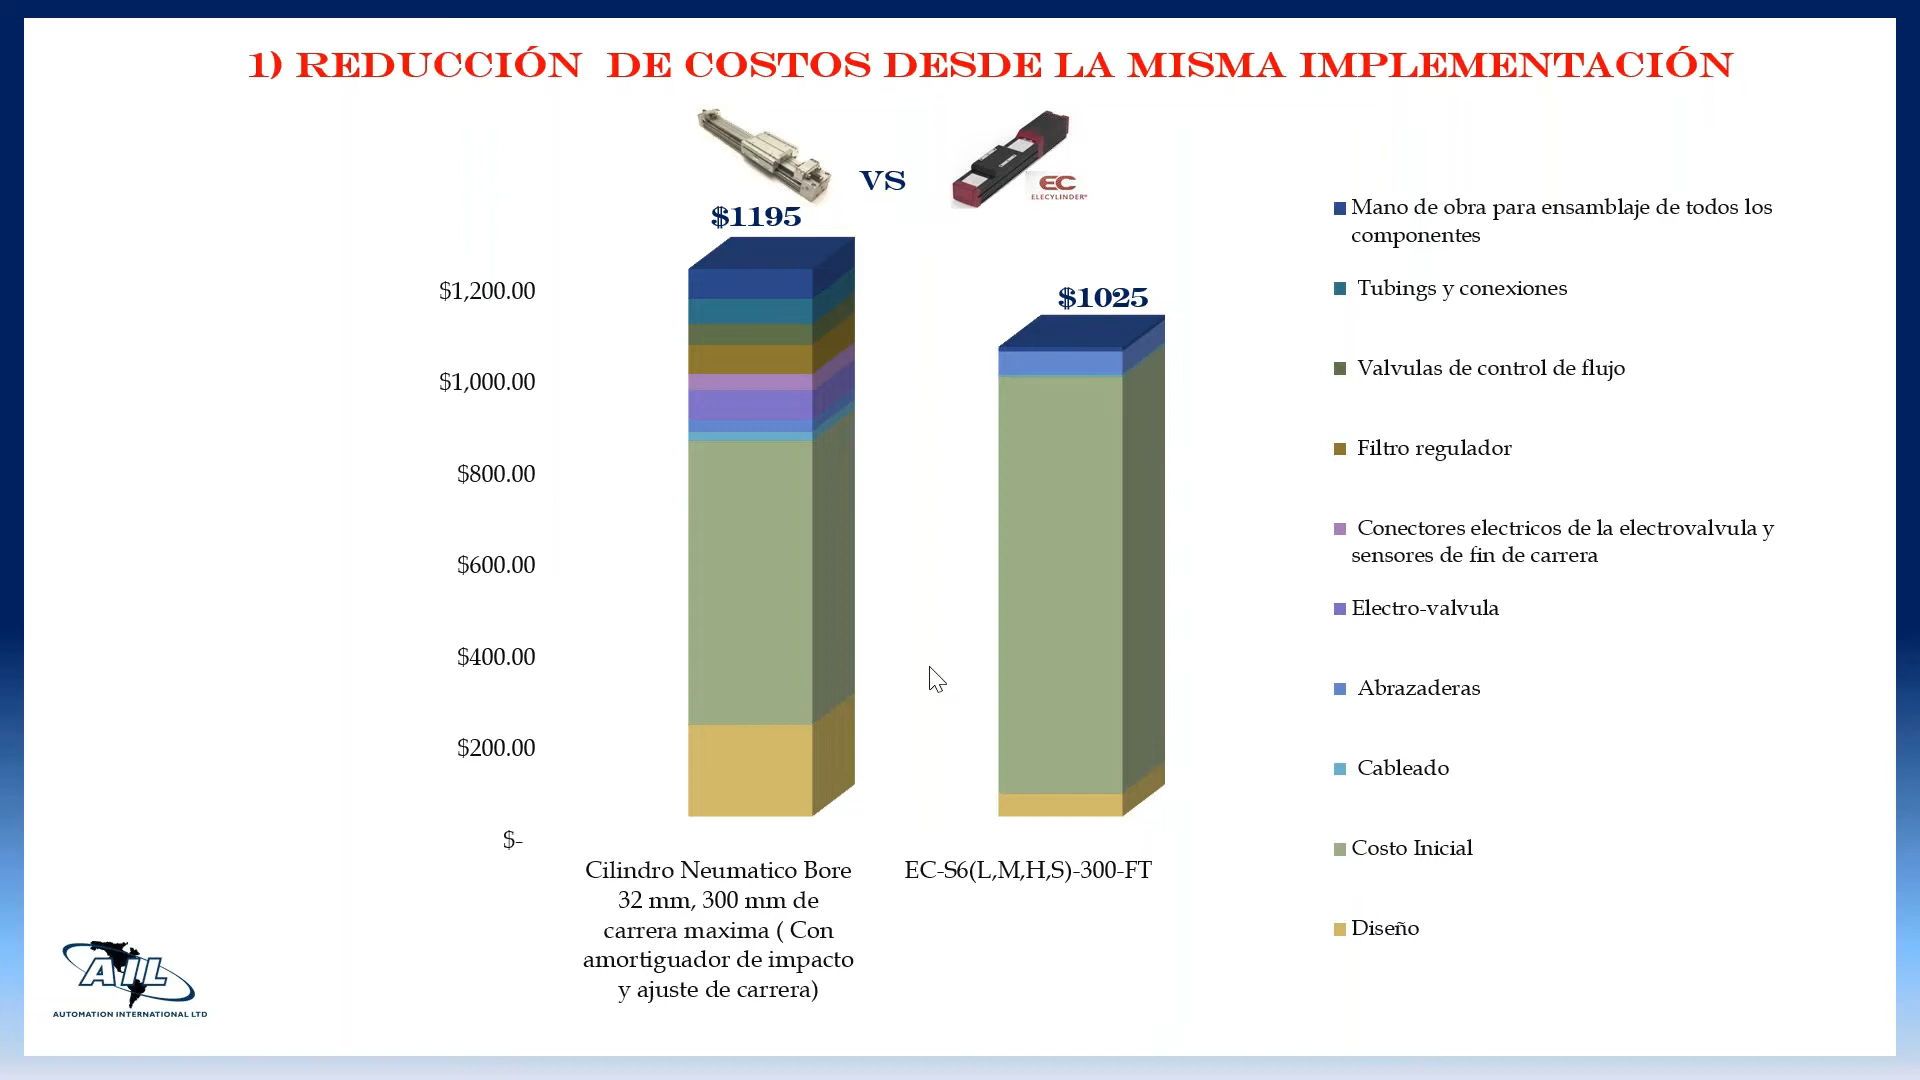 1) REDUCCIÓN DE COSTOS DESDE LA MISMA IMPLEMENTACIÓN
VS
EC
ELECYLINDER®
$1195
$1025
$1,200.00
$1,000.00
$800.00
$600.00
$400.00
$200.00
$-
Cilindro Neumatico Bore
32 mm, 300 mm de
carrera maxima ( Con
amortiguador de impacto
y ajuste de carrera)
EC-S6(L,M,H,S)-300-FT
Mano de obra para ensamblaje de todos los
componentes
Tubings y conexiones
Valvulas de control de flujo
Filtro regulador
Conectores electricos de la electrovalvula y
sensores de fin de carrera
Electro-valvula
Abrazaderas
Cableado
Costo Inicial
Diseño
AIL
AUTOMATION INTERNATIONAL LTD